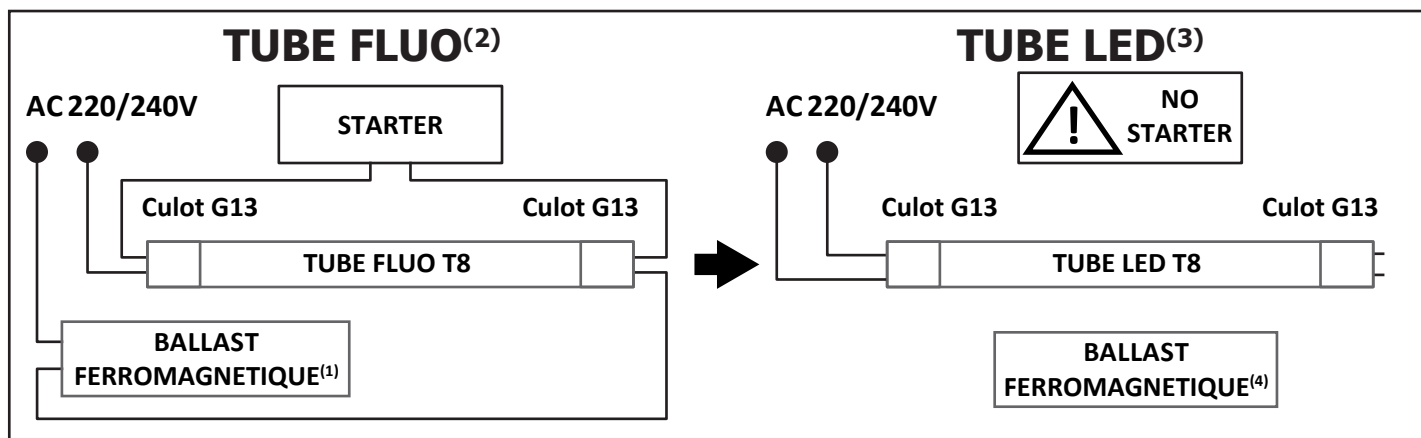 TUBE FLUO(2)
AC 220/240V
STARTER
Culot G13
Culot G13
TUBE FLUO T8
BALLAST
FERROMAGNETIQUE(1)
TUBE LED(3)
AC 220/240V
! NO
STARTER
Culot G13
Culot G13
TUBE LED T8
BALLAST
FERROMAGNETIQUE(4)